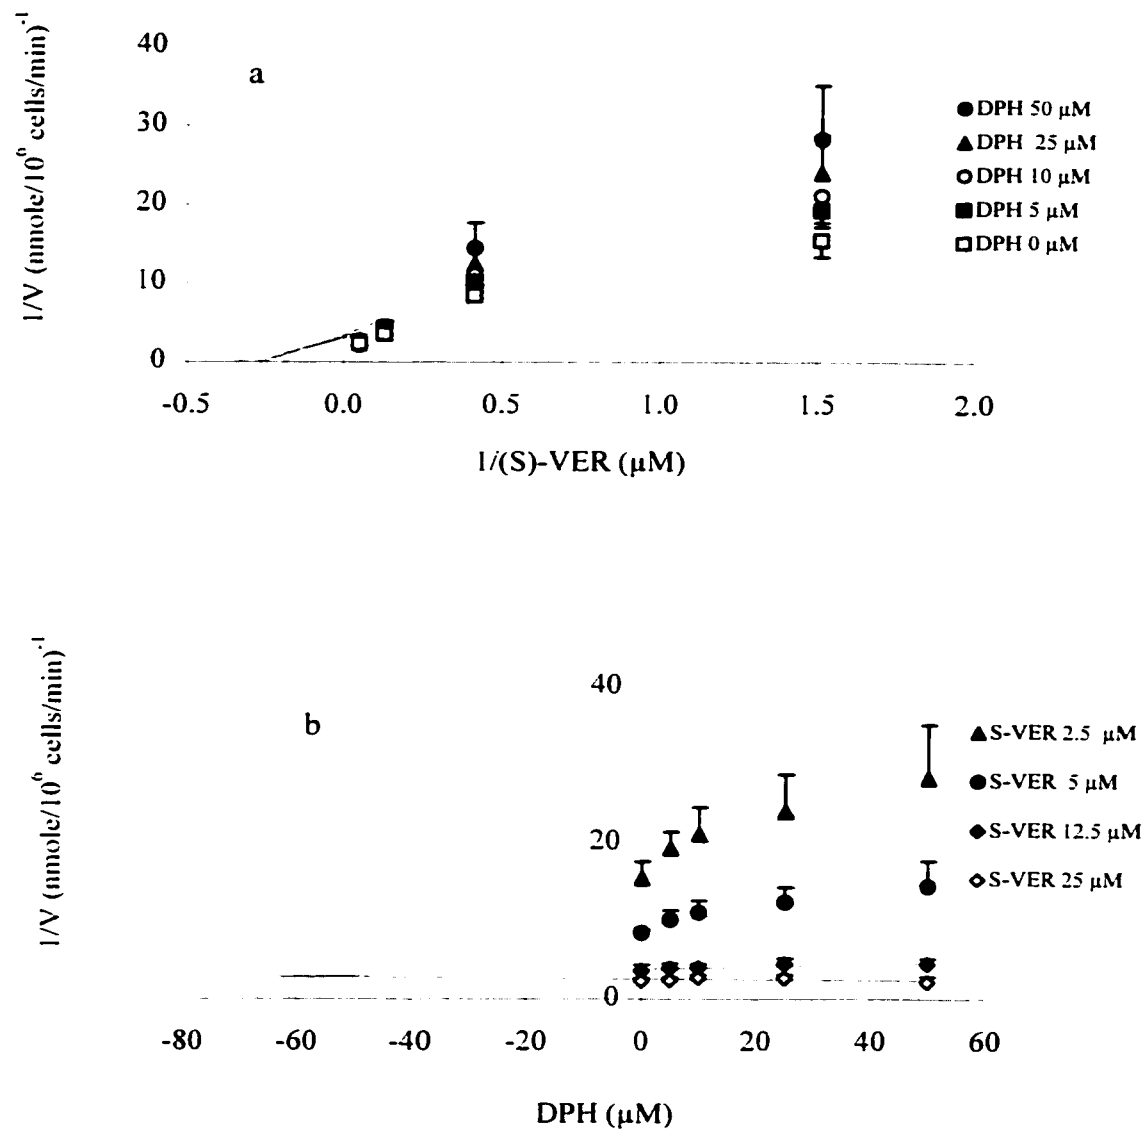 40
a
30
20
10
0
-0.5 0.0 0.5 1.0 1.5 2.0
1/(S)-VER (µM)
1/V (nmole/10⁶ cells/min)⁻¹
DPH 50 µM
DPH 25 µM
DPH 10 µM
DPH 5 µM
DPH 0 µM
40
b
20
0
-80 -60 -40 -20 0 20 40 60
DPH (µM)
1/V (nmole/10⁶ cells/min)⁻¹
S-VER 2.5 µM
S-VER 5 µM
S-VER 12.5 µM
S-VER 25 µM